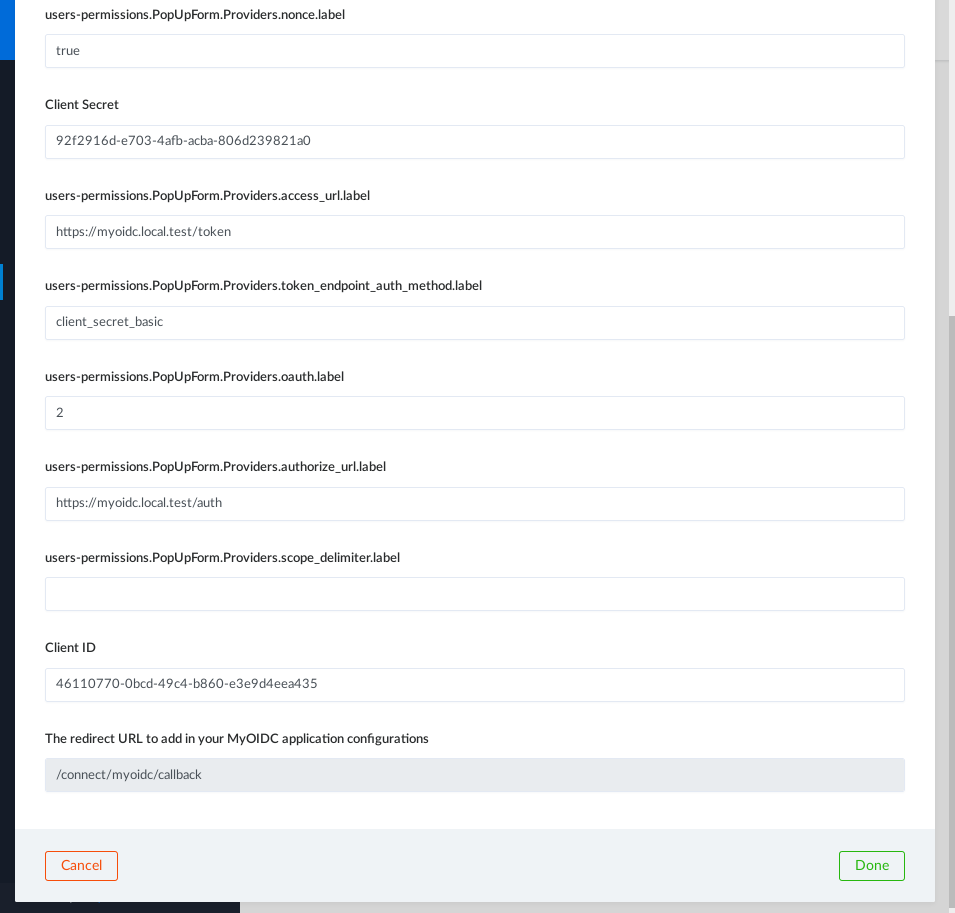 users-permissions.PopUpForm.Providers.nonce.label
true
Client Secret
92f2916d-e703-4afb-acba-806d239821a0
users-permissions.PopUpForm.Providers.access_url.label
https://myoidc.local.test/token
users-permissions.PopUpForm.Providers.token_endpoint_auth_method.label
client_secret_basic
users-permissions.PopUpForm.Providers.oauth.label
2
users-permissions.PopUpForm.Providers.authorize_url.label
https://myoidc.local.test/auth
users-permissions.PopUpForm.Providers.scope_delimiter.label
Client ID
46110770-0bcd-49c4-b860-e3e9d4eea435
The redirect URL to add in your MyOIDC application configurations
/connect/myoidc/callback
Cancel
Done